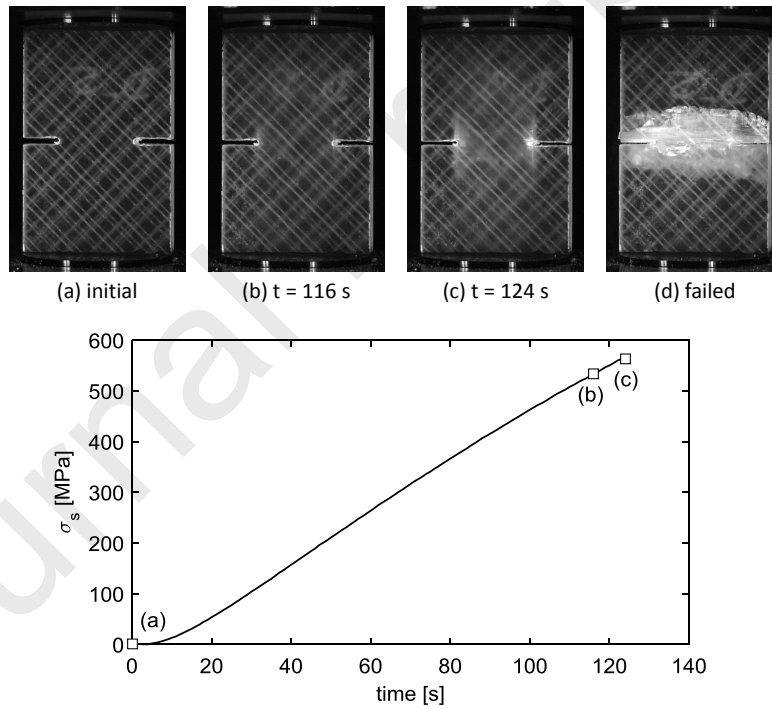 (a) initial
(b) t = 116 s
(c) t = 124 s
(d) failed
600
500
400
300
200
100
0
σs [MPa]
(a)
(b)
(c)
0
20
40
60
80
100
120
140
time [s]